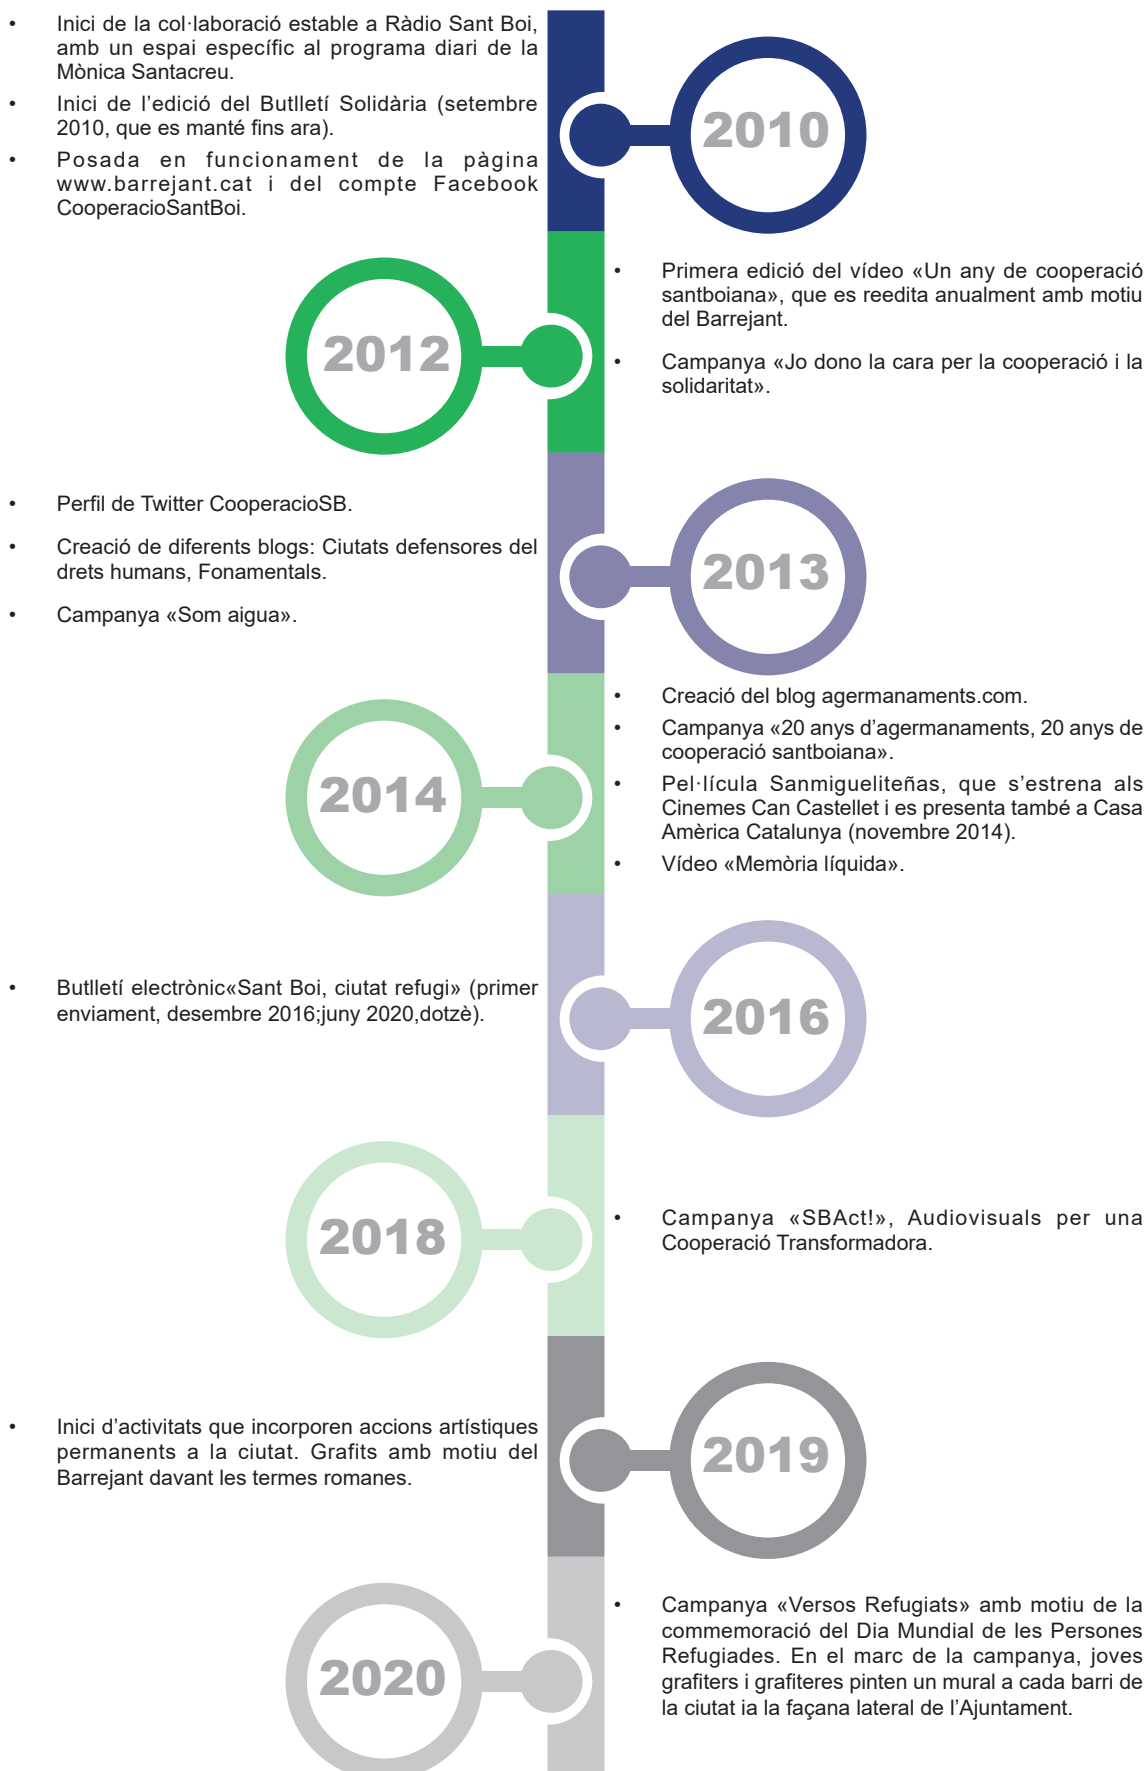 • Inici de la col·laboració estable a Ràdio Sant Boi,
amb un espai específic al programa diari de la
Mònica Santacreu.
• Inici de l’edició del Butlletí Solidària (setembre
2010, que es manté fins ara).
• Posada en funcionament de la pàgina
www.barrejant.cat i del compte Facebook
CooperacioSantBoi.
2010
2012
• Primera edició del vídeo «Un any de cooperació
santboiana», que es reedita anualment amb motiu
del Barrejant.
• Campanya «Jo dono la cara per la cooperació i la
solidaritat».
• Perfil de Twitter CooperacioSB.
• Creació de diferents blogs: Ciutats defensores del
drets humans, Fonamentals.
• Campanya «Som aigua».
2013
2014
• Creació del blog agermanaments.com.
• Campanya «20 anys d’agermanaments, 20 anys de
cooperació santboiana».
• Pel·lícula Sanmigueliteñas, que s’estrena als
Cinemes Can Castellet i es presenta també a Casa
Amèrica Catalunya (novembre 2014).
• Vídeo «Memòria líquida».
• Butlletí electrònic«Sant Boi, ciutat refugi» (primer
enviament, desembre 2016;juny 2020,dotzè).
2016
2018
• Campanya «SBAct!», Audiovisuals per una
Cooperació Transformadora.
• Inici d’activitats que incorporen accions artístiques
permanents a la ciutat. Grafits amb motiu del
Barrejant davant les termes romanes.
2019
2020
• Campanya «Versos Refugiats» amb motiu de la
commemoració del Dia Mundial de les Persones
Refugiades. En el marc de la campanya, joves
grafiters i grafiteres pinten un mural a cada barri de
la ciutat ia la façana lateral de l’Ajuntament.